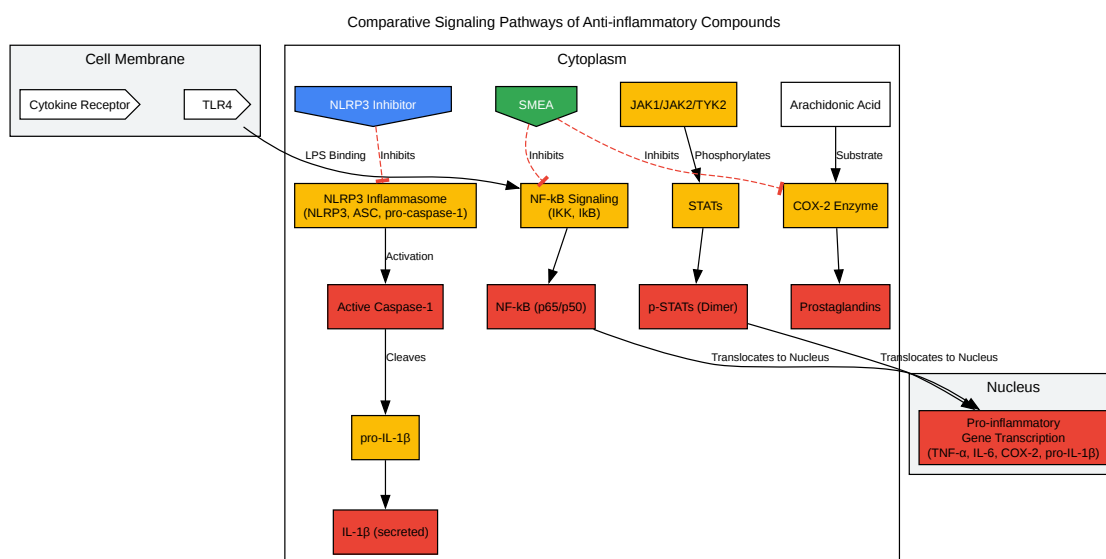 Comparative Signaling Pathways of Anti-inflammatory Compounds
Cell Membrane
Cytoplasm
Cytokine Receptor
TLR4
NLRP3 Inhibitor
SMEA
JAK1/JAK2/TYK2
Arachidonic Acid
LPS Binding
Inhibits
Inhibits
Inhibits
Phosphorylates
Substrate
NLRP3 Inflammasome
(NLRP3, ASC, pro-caspase-1)
NF-kB Signaling
(IKK, IkB)
STATs
COX-2 Enzyme
Activation
Active Caspase-1
NF-kB (p65/p50)
p-STATs (Dimer)
Prostaglandins
Cleaves
Translocates to Nucleus
Translocates to Nucleus
Nucleus
pro-IL-1β
Pro-inflammatory
Gene Transcription
(TNF-α, IL-6, COX-2, pro-IL-1β)
IL-1β (secreted)